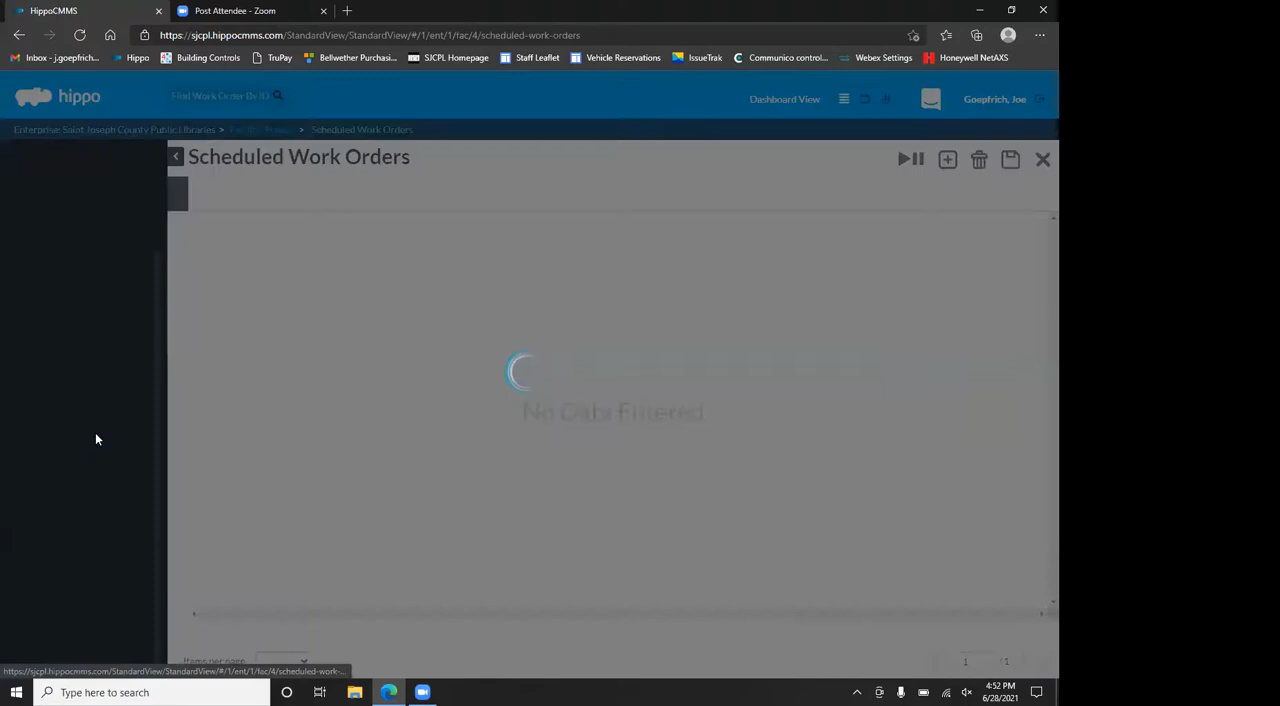 HippoCMMS
Post Attendee - Zoom
https://sjcpl.hippocmms.com/StandardView/StandardView/#/1/ent/1/fac/4/scheduled-work-orders
Inbox - j.goepfrich...
Hippo
Building Controls
TruPay
Bellwether Purchasi...
SJCPL Homepage
Staff Leaflet
Vehicle Reservations
IssueTrak
Communico control...
Webex Settings
Honeywell NetAXS
hippo
Find Work Order By ID
Dashboard View
Goepfrich, Joe
Enterprise Saint Joseph County Public Libraries > > Scheduled Work Orders
Scheduled Work Orders
No Data Filtered
Items per page
1 / 1
https://sjcpl.hippocmms.com/StandardView/StandardView/#/1/ent/1/fac/4/scheduled-work-...
Type here to search
4:52 PM
6/28/2021